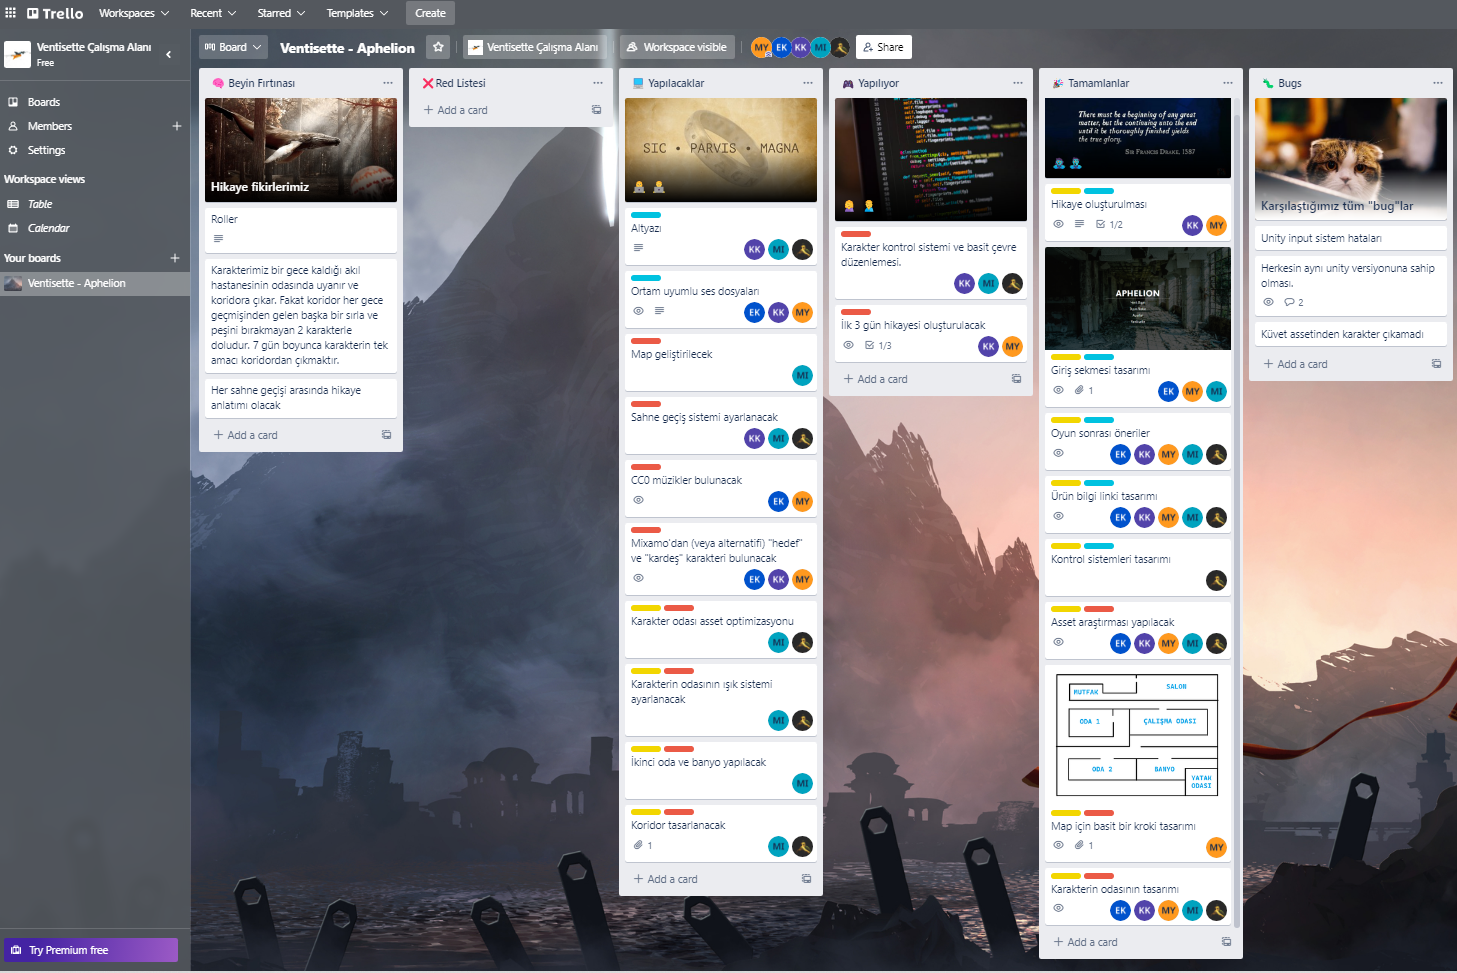 Trello
Workspaces
Recent
Starred
Templates
Create
Ventisette Çalışma Alanı
Free
Boards
Members
Settings
Workspace views
Table
Calendar
Your boards
Ventisette - Aphelion
Try Premium free
Board
Ventisette - Aphelion
Ventisette Çalışma Alanı
Workspace visible
MY
EK
KK
MI
Share
Beyin Fırtınası
Hikaye fikirlerimiz
Roller
Karakterimiz bir gece kaldığı akıl
hastanesinin odasında uyanır ve
koridora çıkar. Fakat koridor her gece
geçmişinden gelen başka bir sırla ve
peşini bırakmayan 2 karakterle
doludur. 7 gün boyunca karakterin tek
amacı koridordan çıkmaktır.
Her sahne geçişi arasında hikaye
anlatımı olacak
+ Add a card
Red Listesi
+ Add a card
Yapılacaklar
SIC • PARVIS • MAGNA
Altyazı
KK MI
Ortam uyumlu ses dosyaları
EK KK MY
Map geliştirilecek
MI
Sahne geçiş sistemi ayarlanacak
KK MI
CC0 müzikler bulunacak
EK MY
Mixamo'dan (veya alternatifi) "hedef"
ve "kardeş" karakteri bulunacak
EK KK MY
Karakter odası asset optimizasyonu
MI
Karakterin odasının ışık sistemi
ayarlanacak
MI
İkinci oda ve banyo yapılacak
MI
Koridor tasarlanacak
1 MI
+ Add a card
Yapılıyor
Karakter kontrol sistemi ve basit çevre
düzenlemesi.
KK MI
İlk 3 gün hikayesi oluşturulacak
1/3 KK MY
+ Add a card
Tamamlanlar
There must be a beginning of any great
matter, but the continuing unto the end
until it be thoroughly finished yields
the true glory.
Sir Francis Drake, 1587
Hikaye oluşturulması
1/2 KK MY
APHELION
Giriş sekmesi tasarımı
1 EK MY MI
Oyun sonrası öneriler
EK KK MY MI
Ürün bilgi linki tasarımı
EK KK MY MI
Kontrol sistemleri tasarımı
Asset araştırması yapılacak
EK KK MY MI
MUTFAK
SALON
ODA 1
ÇALIŞMA ODASI
ODA 2
BANYO
YATAK
ODASI
Map için basit bir kroki tasarımı
1 MY
Karakterin odasının tasarımı
EK KK MY MI
+ Add a card
Bugs
Karşılaştığımız tüm "bug"lar
Unity input sistem hataları
Herkesin aynı unity versiyonuna sahip
olması.
2
Küvet assetinden karakter çıkamadı
+ Add a card